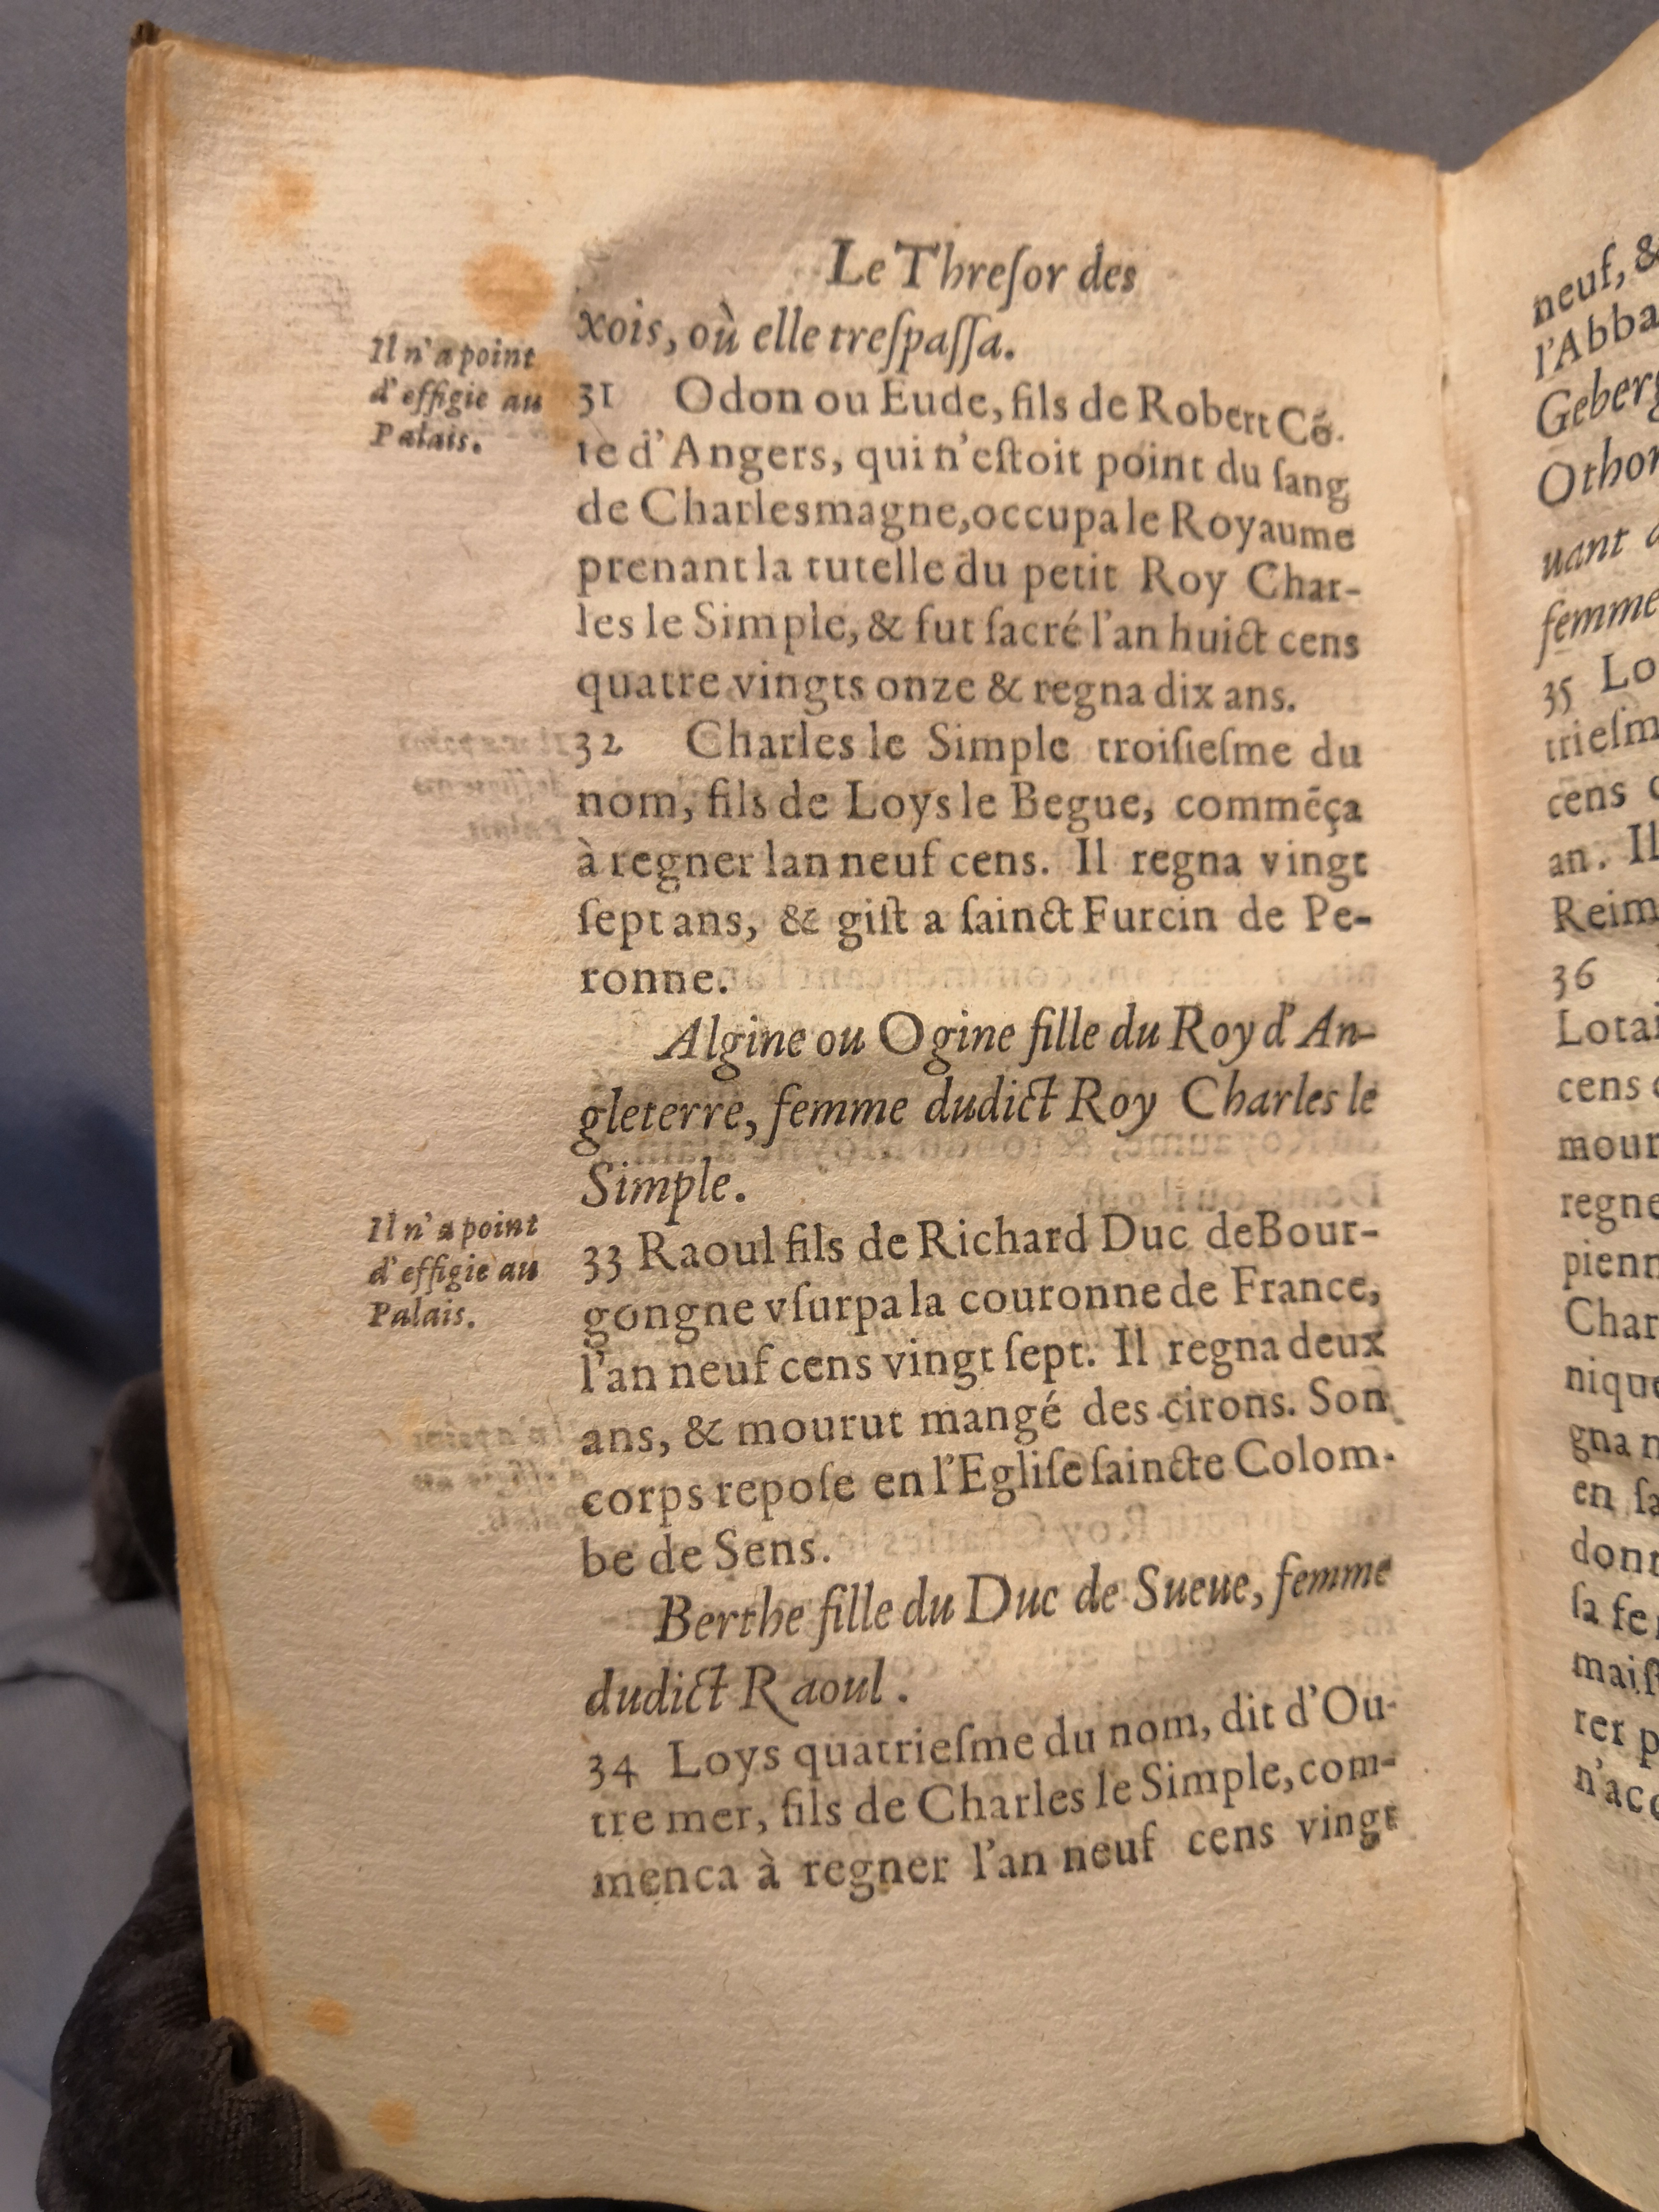 Le Threſor des
xois, où elle treſpaſſa.
Il n'a point
d'effigie au
Palais.
31 Odon ou Eude, fils de Robert Cõ-
te d'Angers, qui n'eſtoit point du ſang
de Charlesmagne,occupa le Royaume
prenant la tutelle du petit Roy Char-
les le Simple, & fut ſacré l'an huict cens
quatre vingts onze & regna dix ans.
32 Charles le Simple troiſieſme du
nom, fils de Loys le Begue, commẽça
à regner lan neuf cens. Il regna vingt
ſept ans, & giſt a ſainct Furcin de Pe-
ronne.
Algine ou Ogine fille du Roy d'An-
gleterre, femme dudict Roy Charles le
Simple.
Il n'a point
d'effigie au
Palais.
33 Raoul fils de Richard Duc de Bour-
gongne vſurpa la couronne de France,
l'an neuf cens vingt ſept. Il regna deux
ans, & mourut mangé des cirons. Son
corps repoſe en l'Egliſe ſaincte Colom-
be de Sens.
Berthe fille du Duc de Sueue, femme
dudict Raoul.
34 Loys quatrieſme du nom, dit d'Ou-
tre mer, fils de Charles le Simple, com-
menca à regner l'an neuf cens vingt
neuf, &
l'Abba
Geberg
Othon
uant
femme
35 Lo
trieſm
cens
an. Il
Reim
36
Lotai
cens
mour
regne
pienn
Char
nique
gna
en ſa
donn
ſa fe
maiſ
rer p
n'acc